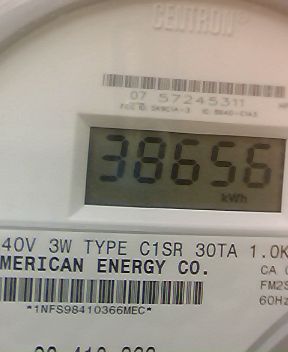 CENTRON®
07 57245311
38656
kWh
40V 3W TYPE C1SR 30TA 1.0K
MERICAN ENERGY CO.
CA
FM2S
60Hz
*1NFS98410366MEC*